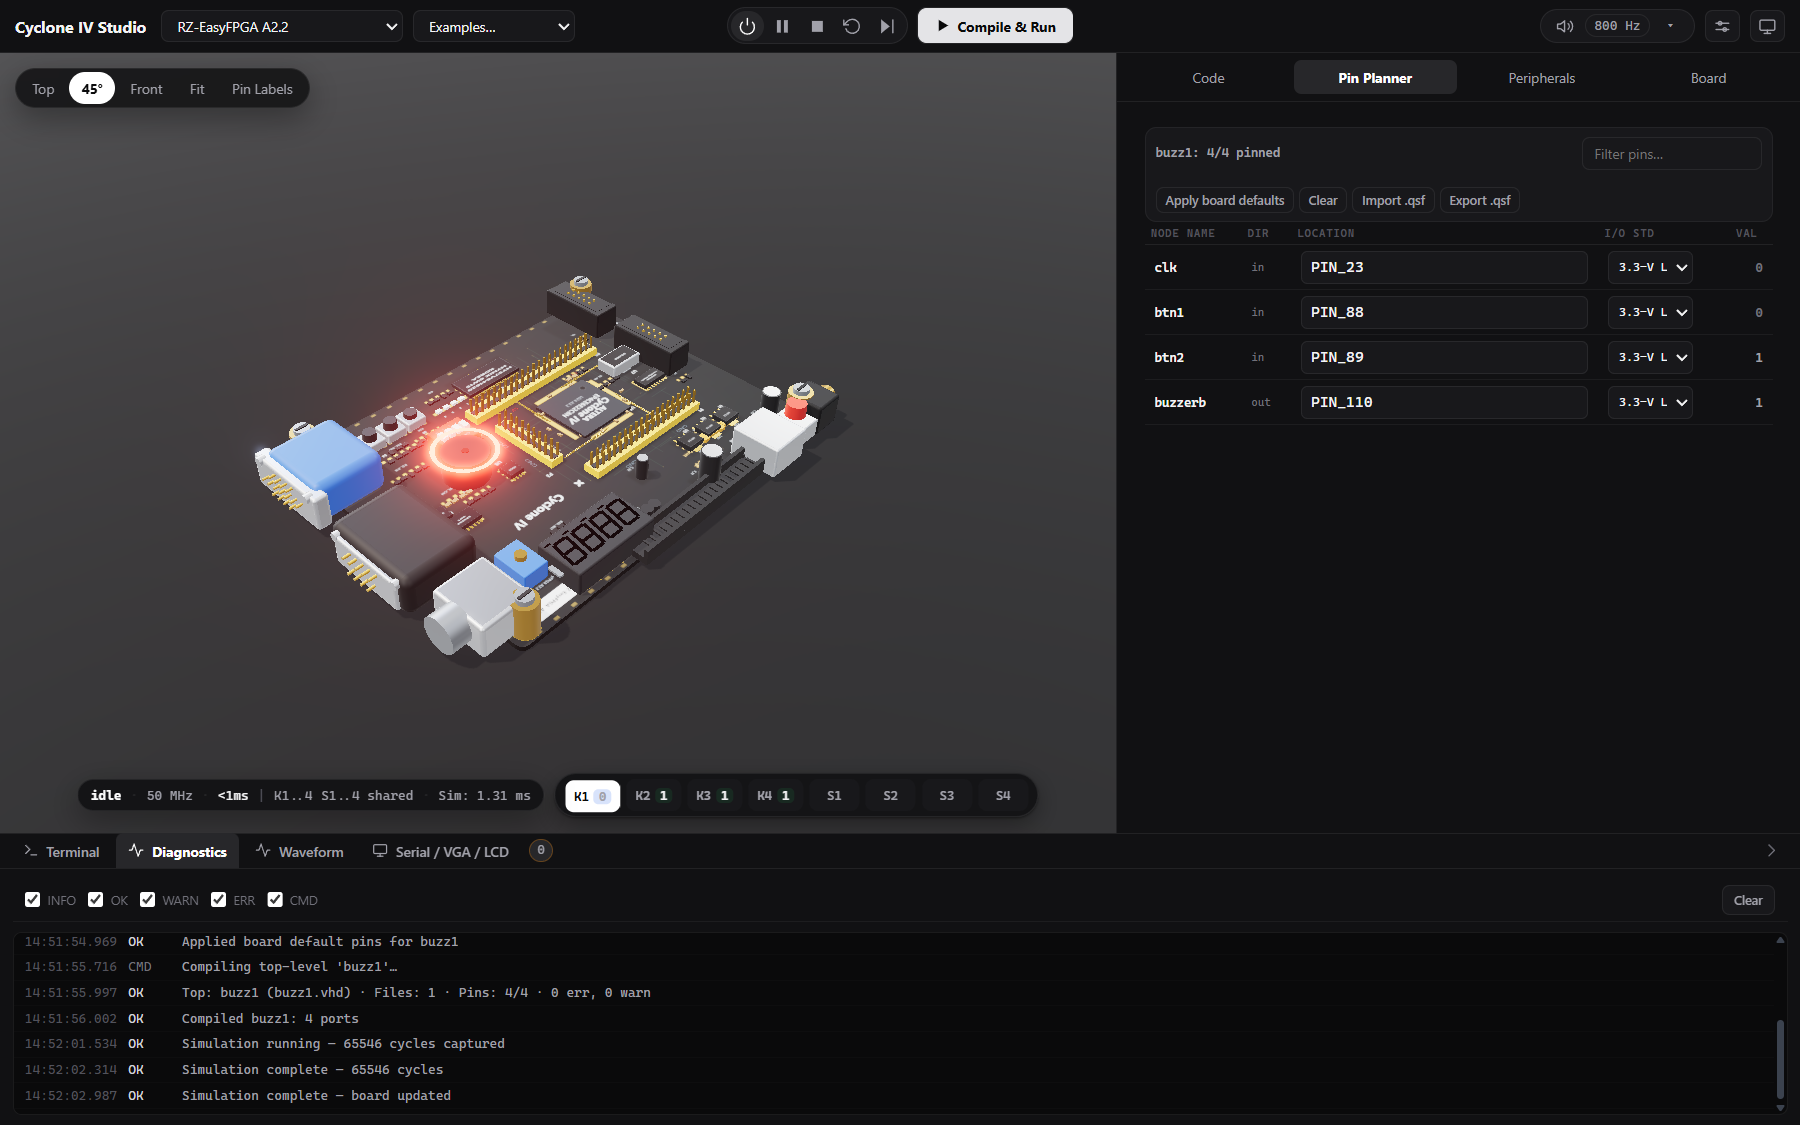 Cyclone IV Studio
RZ-EasyFPGA A2.2
Examples...
Compile & Run
800 Hz
Top
45°
Front
Fit
Pin Labels
Code
Pin Planner
Peripherals
Board
buzz1: 4/4 pinned
Filter pins...
Apply board defaults
Clear
Import .qsf
Export .qsf
NODE NAME DIR LOCATION I/O STD VAL
clk in PIN_23 3.3-V L 0
btn1 in PIN_88 3.3-V L 0
btn2 in PIN_89 3.3-V L 1
buzzerb out PIN_110 3.3-V L 1
Cyclone IV
idle · 50 MHz · <1ms | K1..4 S1..4 shared · Sim: 1.31 ms
K1 0 K2 1 K3 1 K4 1 S1 S2 S3 S4
Terminal
Diagnostics
Waveform
Serial / VGA / LCD
0
INFO OK WARN ERR CMD
Clear
14:51:54.969 OK Applied board default pins for buzz1
14:51:55.716 CMD Compiling top-level 'buzz1'…
14:51:55.997 OK Top: buzz1 (buzz1.vhd) · Files: 1 · Pins: 4/4 · 0 err, 0 warn
14:51:56.002 OK Compiled buzz1: 4 ports
14:52:01.534 OK Simulation running — 65546 cycles captured
14:52:02.314 OK Simulation complete — 65546 cycles
14:52:02.987 OK Simulation complete — board updated